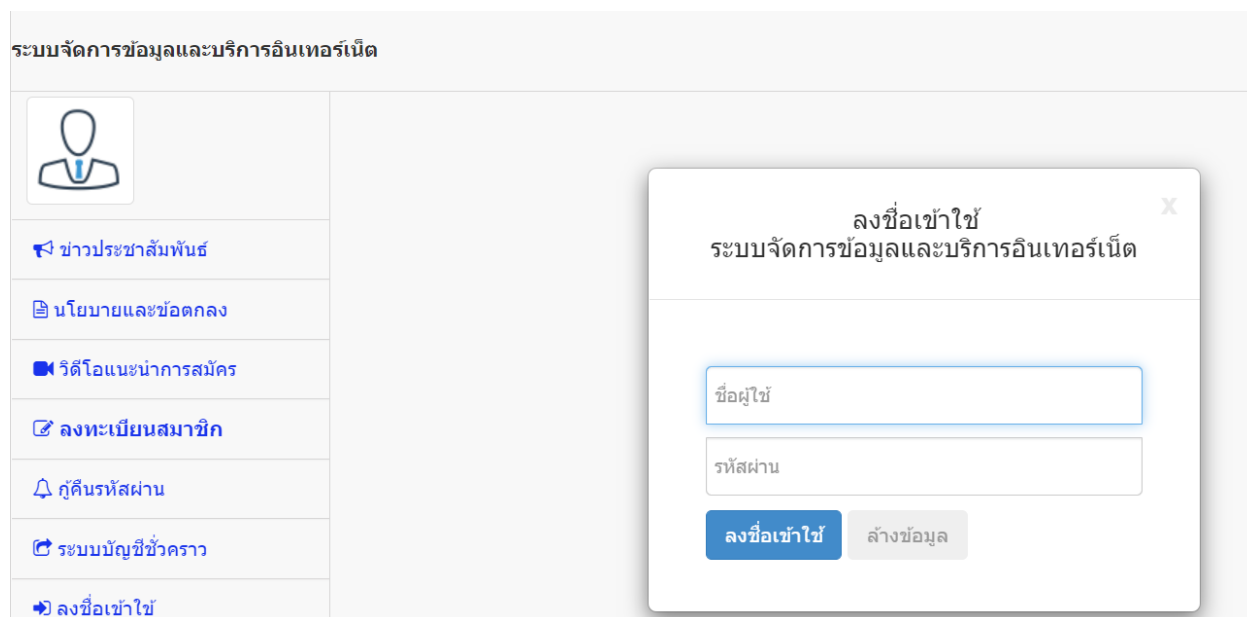 ระบบจัดการข้อมูลและบริการอินเทอร์เน็ต
ข่าวประชาสัมพันธ์
นโยบายและข้อตกลง
วิดีโอแนะนำการสมัคร
ลงทะเบียนสมาชิก
กู้คืนรหัสผ่าน
ระบบบัญชีชั่วคราว
ลงชื่อเข้าใช้
x
ลงชื่อเข้าใช้
ระบบจัดการข้อมูลและบริการอินเทอร์เน็ต
ชื่อผู้ใช้
รหัสผ่าน
ลงชื่อเข้าใช้ ล้างข้อมูล